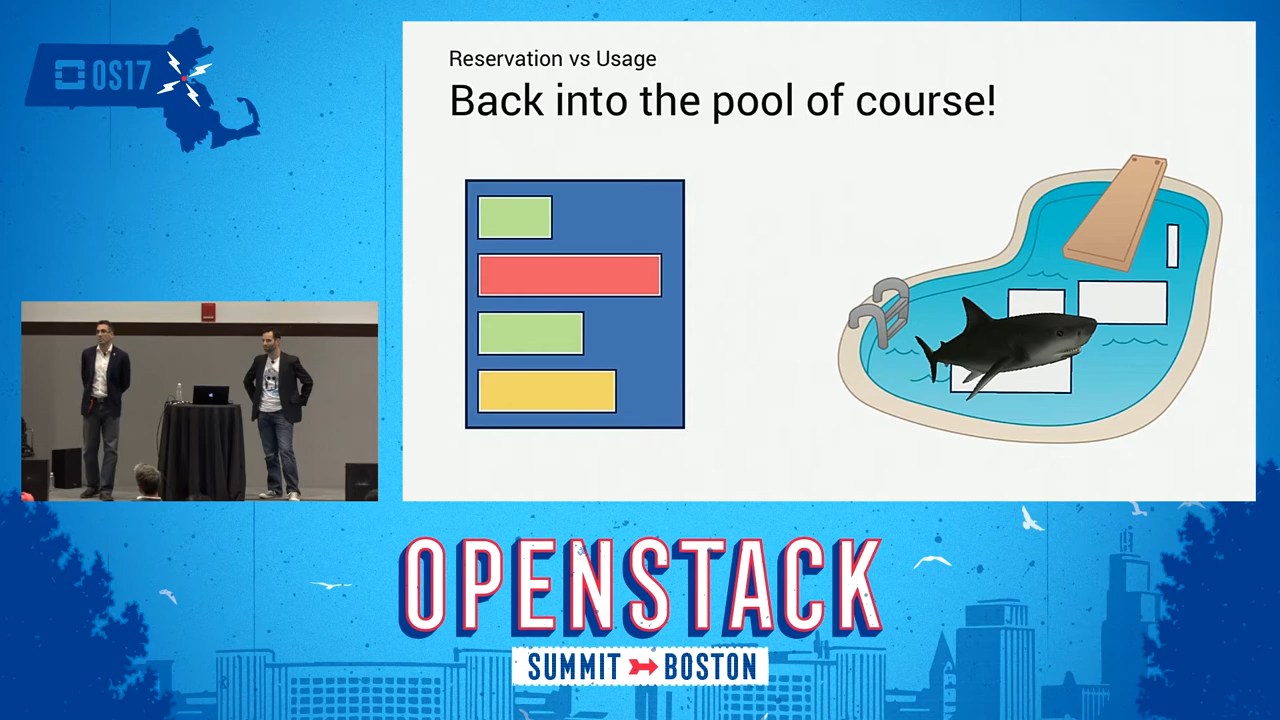 OS17
Reservation vs Usage
Back into the pool of course!
OPENSTACK
SUMMIT BOSTON